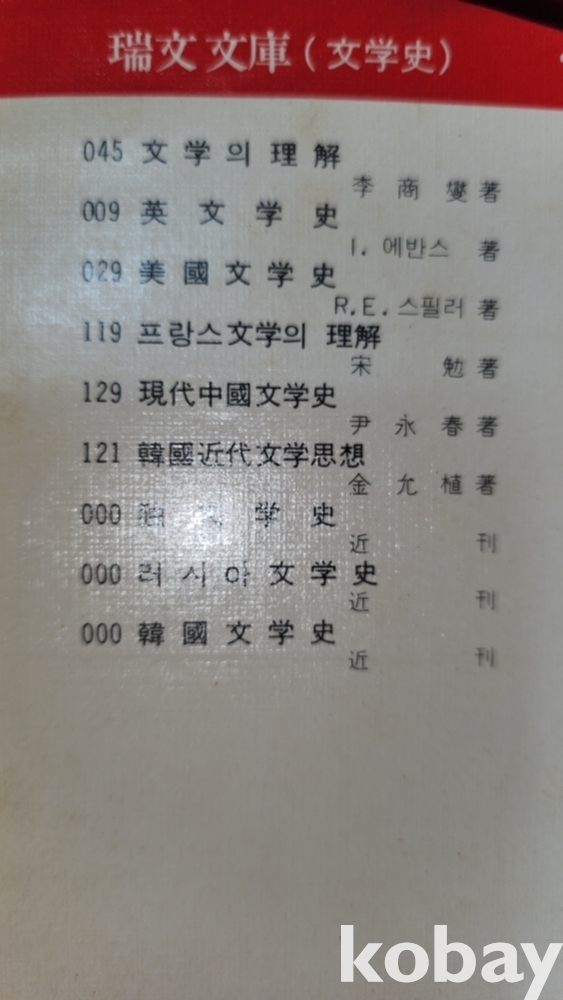 瑞文文庫 (文学史)
045 文学의 理解
李商燮 著
009 英文学史
I. 에반스 著
029 美國文学史
R.E. 스필러 著
119 프랑스文学의 理解
宋勉 著
129 現代中國文学史
尹永春 著
121 韓國近代文学思想
金允植 著
000 学史
近刊
000 러시아文学史
近刊
000 韓國文学史
近刊
kobay